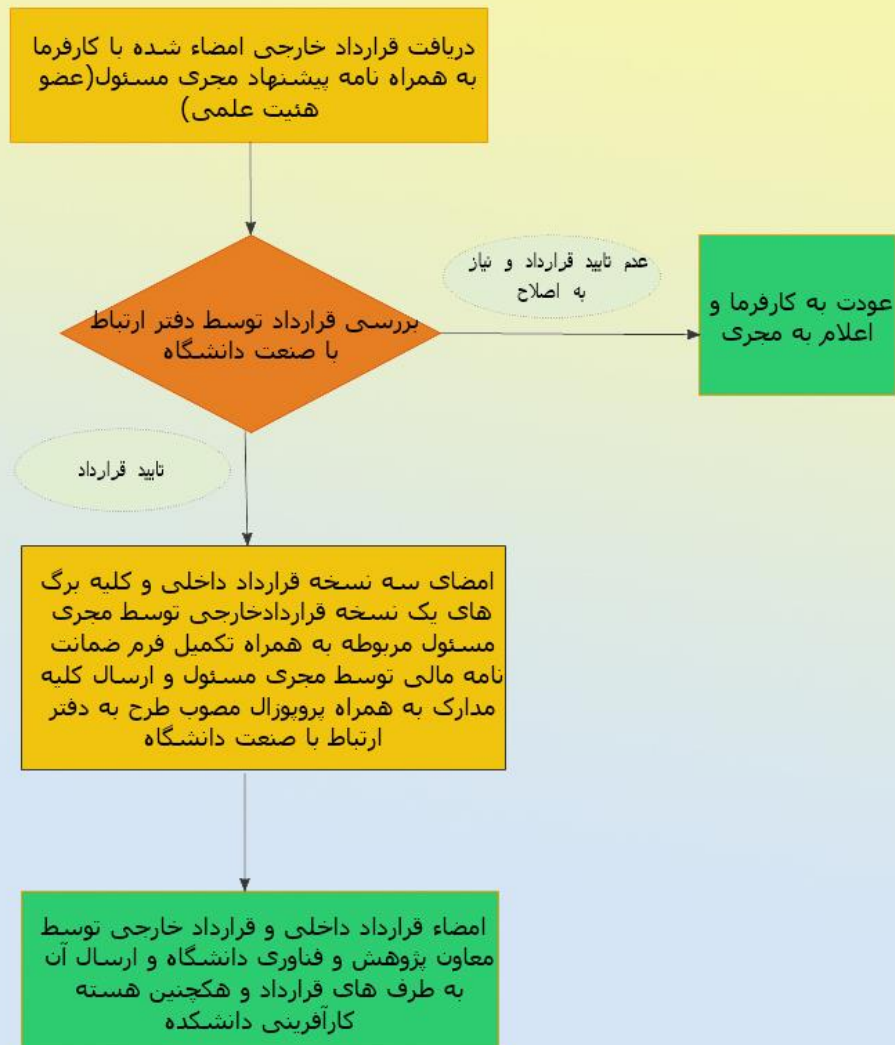 دریافت قرارداد خارجی امضاء شده با کارفرما
به همراه نامه پیشنهاد مجری مسئول(عضو
هئیت علمی)
بررسی قرارداد توسط دفتر ارتباط
با صنعت دانشگاه
عدم تایید قرارداد و نیاز
به اصلاح
عودت به کارفرما و
اعلام به مجری
تایید قرارداد
امضای سه نسخه قرارداد داخلی و کلیه برگ
های یک نسخه قراردادخارجی توسط مجری
مسئول مربوطه به همراه تکمیل فرم ضمانت
نامه مالی توسط مجری مسئول و ارسال کلیه
مدارک به همراه پروپوزال مصوب طرح به دفتر
ارتباط با صنعت دانشگاه
امضاء قرارداد داخلی و قرارداد خارجی توسط
معاون پژوهش و فناوری دانشگاه و ارسال آن
به طرف های قرارداد و هکچنین هسته
کارآفرینی دانشکده